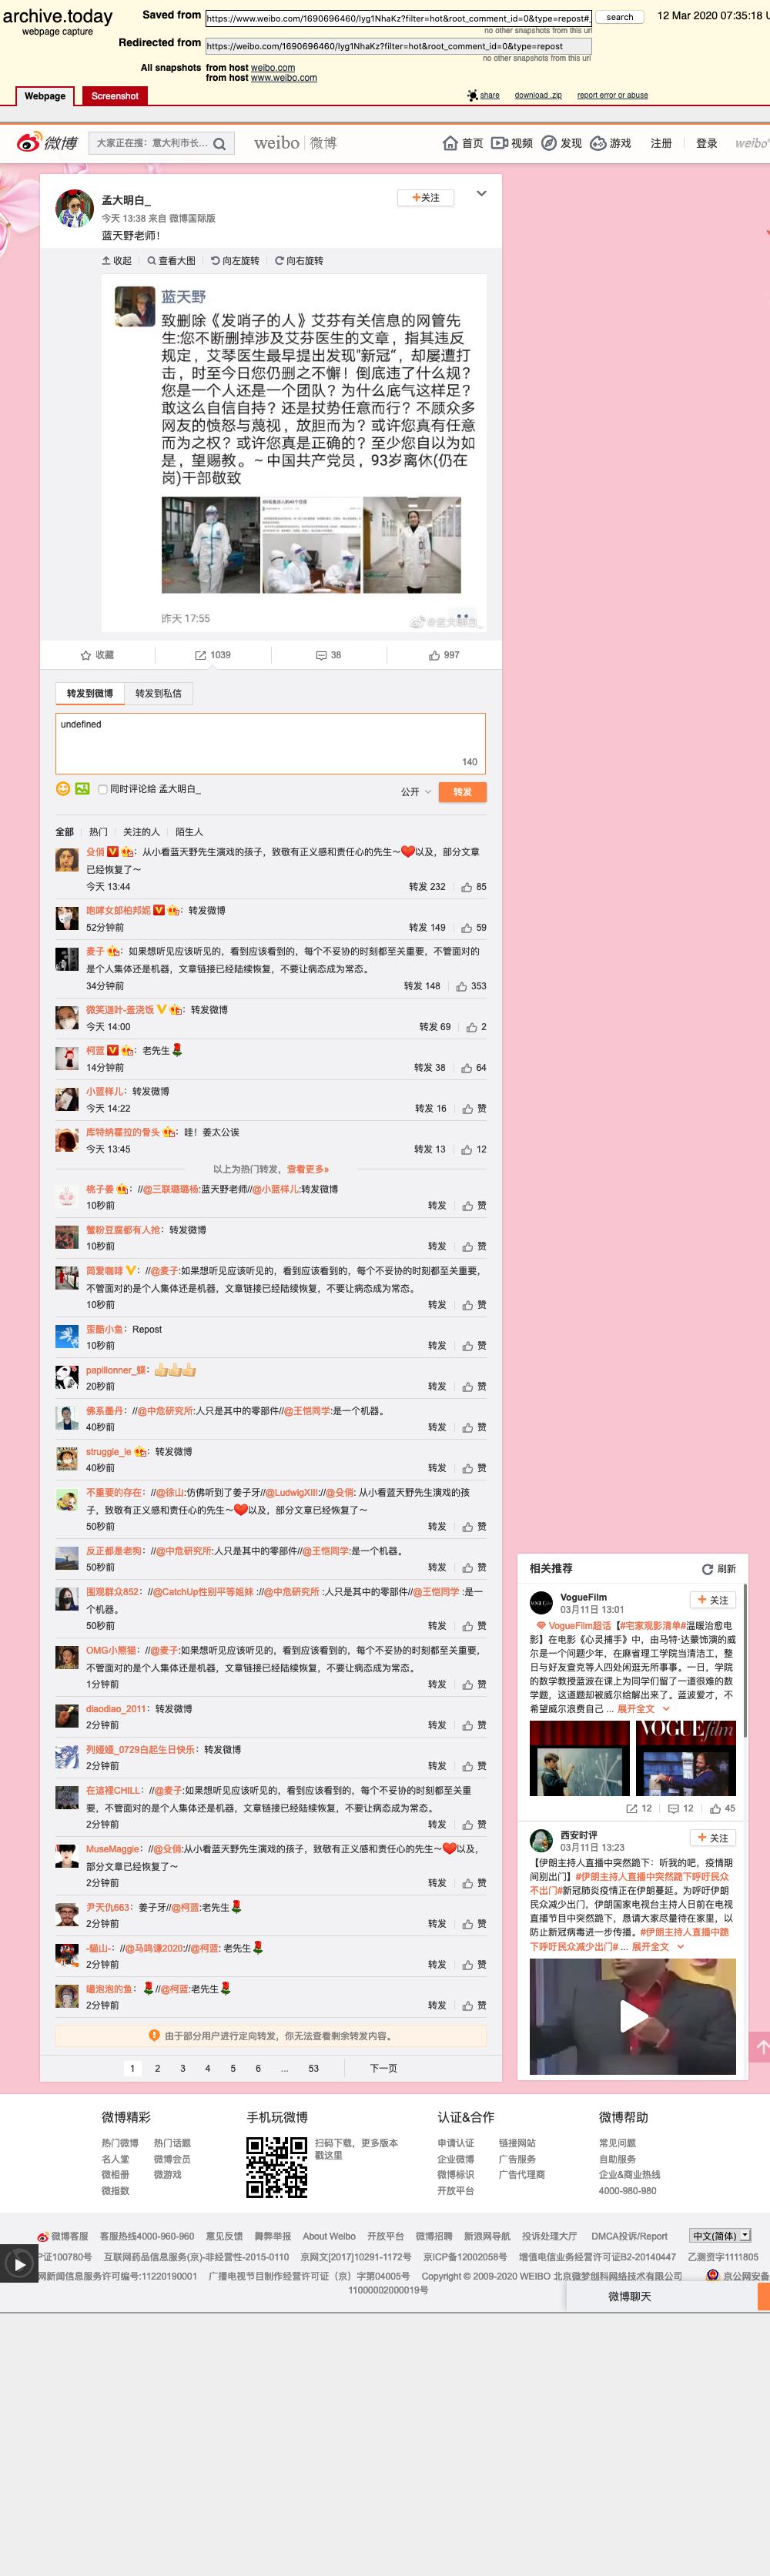 archive.today
webpage capture
Saved from
https://www.weibo.com/1690696460/Iyg1NhaKz?filter=hot&root_comment_id=0&type=repost#_
search
12 Mar 2020 07:35:18 U
no other snapshots from this url
Redirected from
https://weibo.com/1690696460/Iyg1NhaKz?filter=hot&root_comment_id=0&type=repost
no other snapshots from this url
All snapshots
from host weibo.com
from host www.weibo.com
Webpage
Screenshot
share
download .zip
report error or abuse
微博
大家正在搜：意大利市长...
weibo | 微博
首页
视频
发现
游戏
注册
登录
weibo
孟大明白_
+关注
今天 13:38 来自 微博国际版
蓝天野老师！
收起
查看大图
向左旋转
向右旋转
蓝天野
致删除《发哨子的人》艾芬有关信息的网管先
生:您不断删掉涉及艾芬医生的文章，指其违反
规定，艾琴医生最早提出发现"新冠"，却屡遭打
击，时至今日您仍删之不懈！倒底违了什么规？
您是一个人还是一伙人？您难道不是在违规？
敢这么自信自持？还是拉势任意而为？不顾众多
网友的愤怒与蔑视，放胆而为？或许您真有任意
而为之权？或许您真是正确的？至少您自以为如
是，望赐教。～中国共产党员，93岁离休(仍在
岗)干部敬致
昨天 17:55
收藏
1039
38
997
转发到微博
转发到私信
undefined
140
同时评论给 孟大明白_
公开
转发
全部
热门
关注的人
陌生人
殳俏：从小看蓝天野先生演戏的孩子，致敬有正义感和责任心的先生～❤️以及，部分文章
已经恢复了～
今天 13:44
转发 232
85
咆哮女郎柏邦妮：转发微博
52分钟前
转发 149
59
麦子：如果想听见应该听见的，看到应该看到的，每个不妥协的时刻都至关重要，不管面对的
是个人集体还是机器，文章链接已经陆续恢复，不要让病态成为常态。
34分钟前
转发 148
353
微笑迴叶-盖浇饭：转发微博
今天 14:00
转发 69
2
柯蓝：老先生🌹
14分钟前
转发 38
64
小蓝样儿：转发微博
今天 14:22
转发 16
赞
库特纳霍拉的骨头：哇！姜太公诶
今天 13:45
转发 13
12
以上为热门转发，查看更多»
桃子姜：//@三联璐璐杨:蓝天野老师//@小蓝样儿:转发微博
10秒前
转发
赞
蟹粉豆腐都有人抢：转发微博
10秒前
转发
赞
简爱咖啡：//@麦子:如果想听见应该听见的，看到应该看到的，每个不妥协的时刻都至关重要，
不管面对的是个人集体还是机器，文章链接已经陆续恢复，不要让病态成为常态。
10秒前
转发
赞
歪酷小鱼：Repost
10秒前
转发
赞
papillonner_蝶：👍👍👍
20秒前
转发
赞
佛系墨丹：//@中危研究所:人只是其中的零部件//@王恺同学:是一个机器。
40秒前
转发
赞
struggle_le：转发微博
40秒前
转发
赞
不重要的存在：//@徐山:仿佛听到了姜子牙//@LudwigXIII://@殳俏: 从小看蓝天野先生演戏的孩
子，致敬有正义感和责任心的先生～❤️以及，部分文章已经恢复了～
50秒前
转发
赞
反正都是老狗：//@中危研究所:人只是其中的零部件//@王恺同学:是一个机器。
50秒前
转发
赞
围观群众852：//@CatchUp性别平等姐妹 ://@中危研究所 :人只是其中的零部件//@王恺同学 :是一
个机器。
50秒前
转发
赞
OMG小熊猫：//@麦子:如果想听见应该听见的，看到应该看到的，每个不妥协的时刻都至关重要，
不管面对的是个人集体还是机器，文章链接已经陆续恢复，不要让病态成为常态。
1分钟前
转发
赞
diaodiao_2011：转发微博
2分钟前
转发
赞
列娅娅_0729白起生日快乐：转发微博
2分钟前
转发
赞
在這裡CHILL：//@麦子:如果想听见应该听见的，看到应该看到的，每个不妥协的时刻都至关重
要，不管面对的是个人集体还是机器，文章链接已经陆续恢复，不要让病态成为常态。
2分钟前
转发
赞
MuseMaggie：//@殳俏:从小看蓝天野先生演戏的孩子，致敬有正义感和责任心的先生～❤️以及，
部分文章已经恢复了～
2分钟前
转发
赞
尹天仇663：姜子牙//@柯蓝:老先生🌹
2分钟前
转发
赞
-貓山-：//@马鸣谦2020://@柯蓝: 老先生🌹
2分钟前
转发
赞
嘬泡泡的鱼：🌹//@柯蓝:老先生🌹
2分钟前
转发
赞
由于部分用户进行定向转发，你无法查看剩余转发内容。
1 2 3 4 5 6 ... 53 下一页
相关推荐
刷新
VogueFilm
+ 关注
03月11日 13:01
VogueFilm超话【#宅家观影清单#温暖治愈电
影】在电影《心灵捕手》中，由马特·达蒙饰演的威
尔是一个问题少年，在麻省理工学院当清洁工，整
日与好友查克等人四处闲逛无所事事。一日，学院
的数学教授蓝波在课上为同学们留了一道很难的数
学题，这道题却被威尔给解出来了。蓝波爱才，不
希望威尔浪费自己 ... 展开全文
VOGUEfilm
12
12
45
西安时评
+ 关注
03月11日 13:23
【伊朗主持人直播中突然跪下：听我的吧，疫情期
间别出门】#伊朗主持人直播中突然跪下呼吁民众
不出门#新冠肺炎疫情正在伊朗蔓延。为呼吁伊朗
民众减少出门，伊朗国家电视台主持人日前在电视
直播节目中突然跪下，恳请大家尽量待在家里，以
防止新冠病毒进一步传播。#伊朗主持人直播中跪
下呼吁民众减少出门# ... 展开全文
微博精彩
手机玩微博
认证&合作
微博帮助
热门微博
热门话题
扫码下载，更多版本
戳这里
申请认证
链接网站
常见问题
名人堂
微博会员
企业微博
广告服务
自助服务
微相册
微游戏
微博标识
广告代理商
企业&商业热线
微指数
开放平台
4000-980-980
微博客服
客服热线4000-960-960
意见反馈
舞弊举报
About Weibo
开放平台
微博招聘
新浪网导航
投诉处理大厅
DMCA投诉/Report
中文(简体)
P证100780号 互联网药品信息服务(京)-非经营性-2015-0110 京网文[2017]10291-1172号 京ICP备12002058号 增值电信业务经营许可证B2-20140447 乙测资字1111805
网新闻信息服务许可编号:11220190001 广播电视节目制作经营许可证（京）字第04005号 Copyright © 2009-2020 WEIBO 北京微梦创科网络技术有限公司 京公网安备
11000002000019号
微博聊天